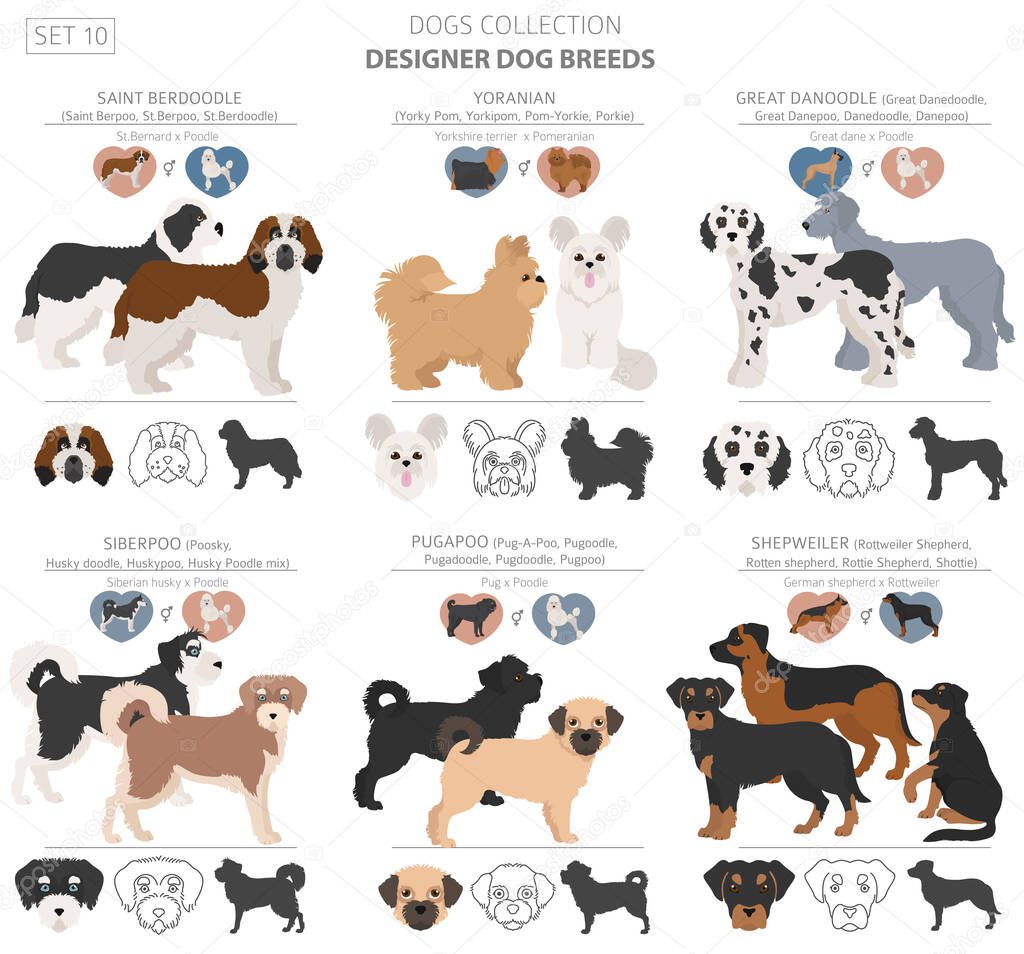 SET 10
DOGS COLLECTION
DESIGNER DOG BREEDS
SAINT BERDOODLE
(Saint Berpoo, St.Berpoo, St.Berdoodle)
St.Bernard x Poodle
YORANIAN
(Yorky Pom, Yorkipom, Pom-Yorkie, Porkie)
Yorkshire terrier x Pomeranian
GREAT DANOODLE (Great Danedoodle,
Great Danepoo, Danedoodle, Danepoo)
Great dane x Poodle
SIBERPOO (Poosky,
Husky doodle, Huskypoo, Husky Poodle mix)
Siberian husky x Poodle
PUGAPOO (Pug-A-Poo, Pugoodle,
Pugadoodle, Pugdoodle, Pugpoo)
Pug x Poodle
SHEPWEILER (Rottweiler Shepherd,
Rotten shepherd, Rottie Shepherd, Shottie)
German shepherd x Rottweiler
depositphotos